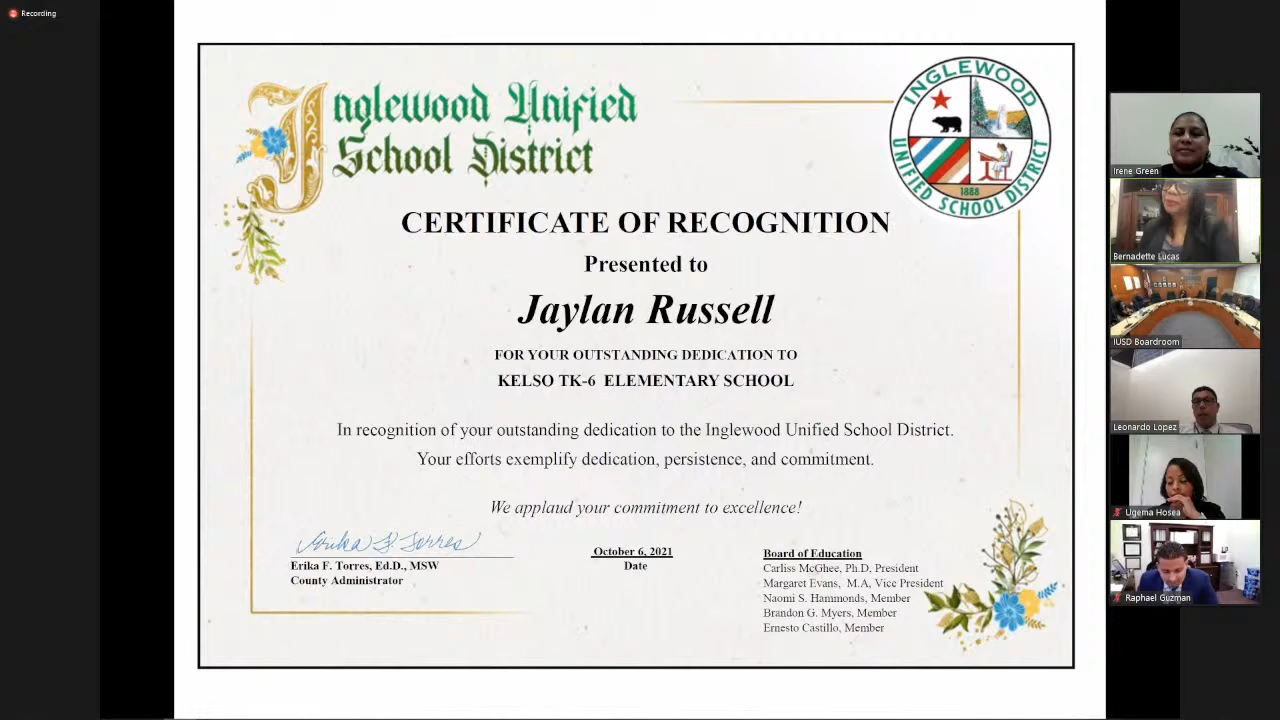 Recording
Inglewood Unified
School District
INGLEWOOD
UNIFIED SCHOOL DISTRICT
1888
CERTIFICATE OF RECOGNITION
Presented to
Jaylan Russell
FOR YOUR OUTSTANDING DEDICATION TO
KELSO TK-6 ELEMENTARY SCHOOL
In recognition of your outstanding dedication to the Inglewood Unified School District.
Your efforts exemplify dedication, persistence, and commitment.
We applaud your commitment to excellence!
Erika F. Torres
Erika F. Torres, Ed.D., MSW
County Administrator
October 6, 2021
Date
Board of Education
Carliss McGhee, Ph.D, President
Margaret Evans, M.A, Vice President
Naomi S. Hammonds, Member
Brandon G. Myers, Member
Ernesto Castillo, Member
Irene Green
Bernadette Lucas
IUSD Boardroom
Leonardo Lopez
Ugema Hosea
Raphael Guzman